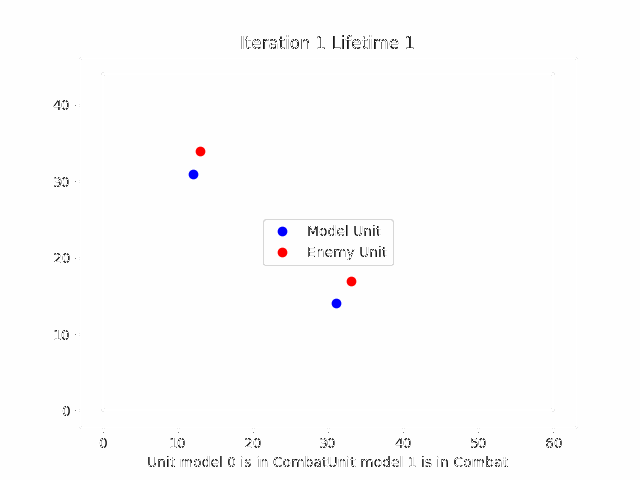 Iteration 1 Lifetime 1
40
30
20
10
0
Model Unit
Enemy Unit
0 10 20 30 40 50 60
Unit model 0 is in CombatUnit model 1 is in Combat